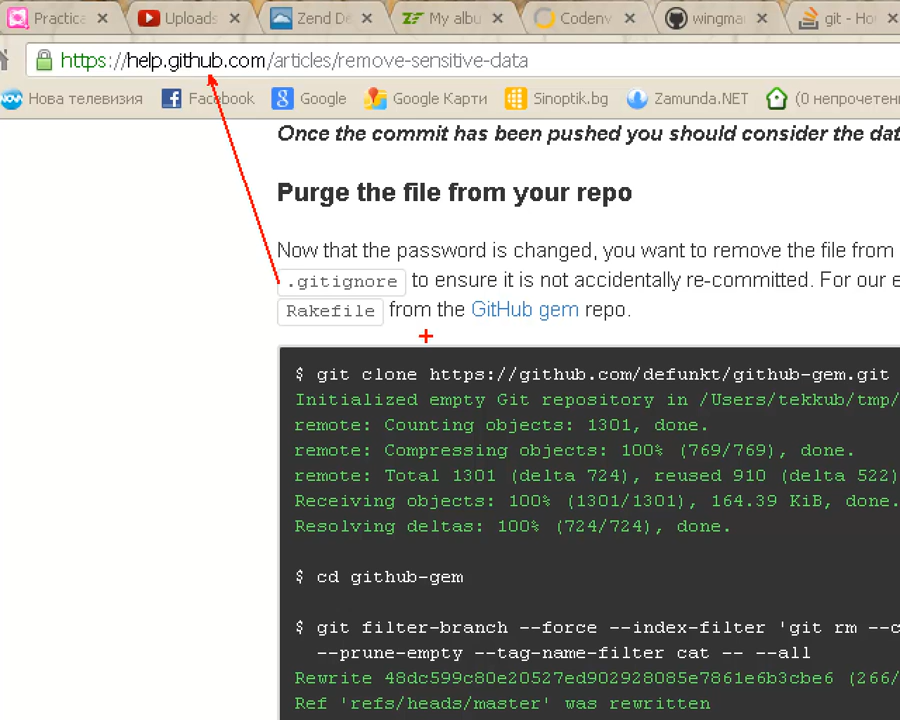 Practica
Uploads
Zend De
My albu
Codenv
wingma
git - Ho
https://help.github.com/articles/remove-sensitive-data
Нова телевизия
Facebook
Google
Google Карти
Sinoptik.bg
Zamunda.NET
(0 непрочетен
Once the commit has been pushed you should consider the dat
Purge the file from your repo
Now that the password is changed, you want to remove the file from
.gitignore to ensure it is not accidentally re-committed. For our e
Rakefile from the GitHub gem repo.
$ git clone https://github.com/defunkt/github-gem.git
Initialized empty Git repository in /Users/tekkub/tmp/
remote: Counting objects: 1301, done.
remote: Compressing objects: 100% (769/769), done.
remote: Total 1301 (delta 724), reused 910 (delta 522)
Receiving objects: 100% (1301/1301), 164.39 KiB, done.
Resolving deltas: 100% (724/724), done.
$ cd github-gem
$ git filter-branch --force --index-filter 'git rm --c
--prune-empty --tag-name-filter cat -- --all
Rewrite 48dc599c80e20527ed902928085e7861e6b3cbe6 (266/
Ref 'refs/heads/master' was rewritten